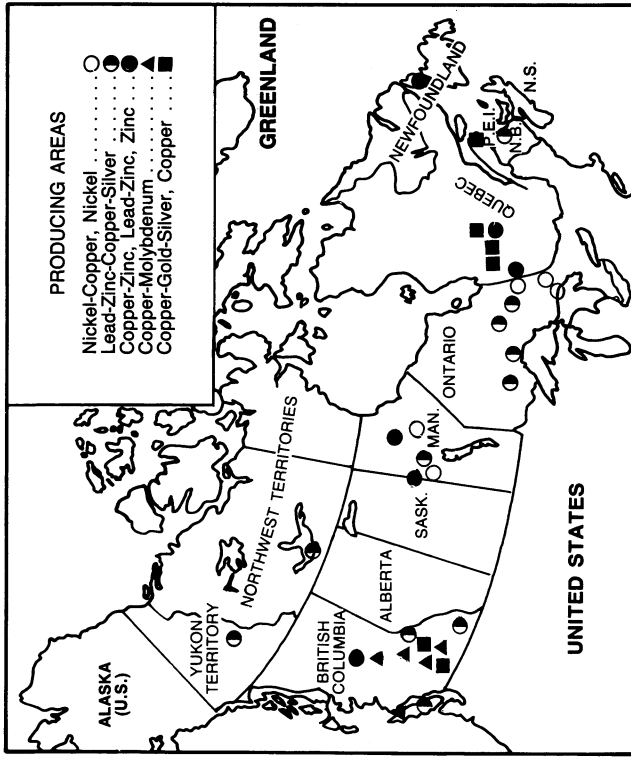 PRODUCING AREAS
Nickel-Copper, Nickel . . . . . . . . .
Lead-Zinc-Copper-Silver . . . . .
Copper-Zinc, Lead-Zinc, Zinc . . .
Copper-Molybdenum . . . . . . . .
Copper-Gold-Silver, Copper . . . .
GREENLAND
ALASKA
(U.S.)
YUKON
TERRITORY
NORTHWEST TERRITORIES
BRITISH
COLUMBIA
ALBERTA
SASK.
MAN.
ONTARIO
QUEBEC
NEWFOUNDLAND
P.E.I.
N.B.
N.S.
UNITED STATES